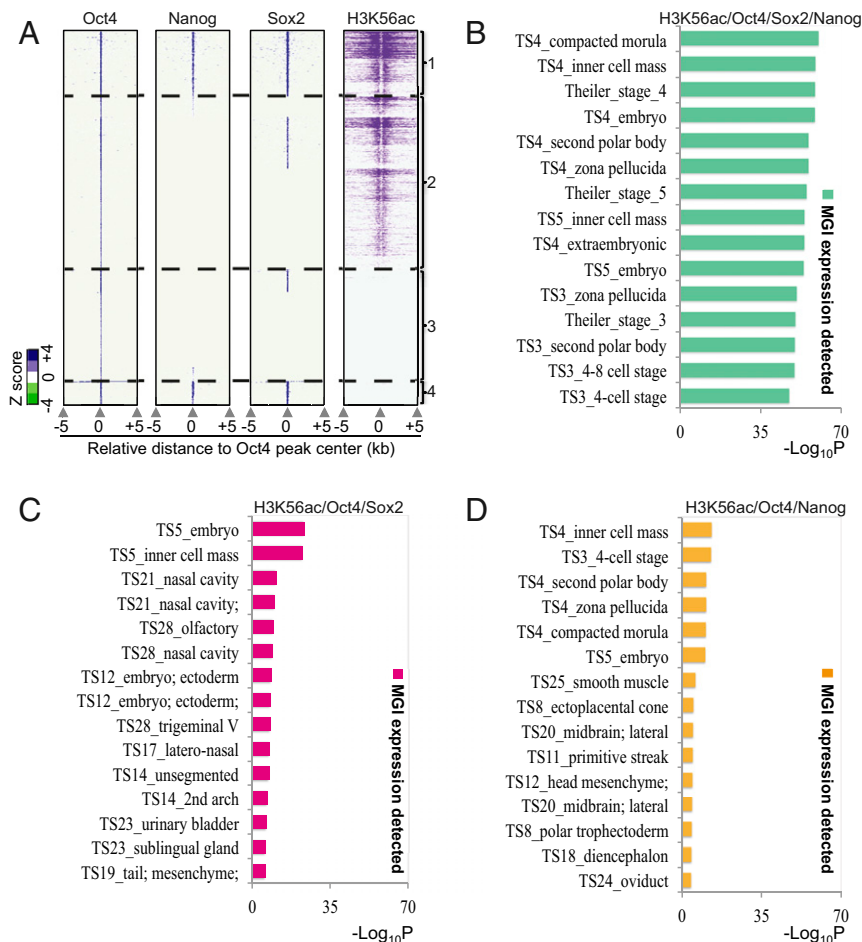 A
Oct4 Nanog Sox2 H3K56ac
1
2
3
4
Z score
-4 0 +4
-5 0 +5 -5 0 +5 -5 0 +5 -5 0 +5
Relative distance to Oct4 peak center (kb)
B
H3K56ac/Oct4/Sox2/Nanog
TS4_compacted morula
TS4_inner cell mass
Theiler_stage_4
TS4_embryo
TS4_second polar body
TS4_zona pellucida
Theiler_stage_5
TS5_inner cell mass
TS4_extraembryonic
TS5_embryo
TS3_zona pellucida
Theiler_stage_3
TS3_second polar body
TS3_4-8 cell stage
TS3_4-cell stage
MGI expression detected
0 35 70
-Log10P
C
H3K56ac/Oct4/Sox2
TS5_embryo
TS5_inner cell mass
TS21_nasal cavity
TS21_nasal cavity;
TS28_olfactory
TS28_nasal cavity
TS12_embryo; ectoderm
TS12_embryo; ectoderm;
TS28_trigeminal V
TS17_latero-nasal
TS14_unsegmented
TS14_2nd arch
TS23_urinary bladder
TS23_sublingual gland
TS19_tail; mesenchyme;
MGI expression detected
0 35 70
-Log10P
D
H3K56ac/Oct4/Nanog
TS4_inner cell mass
TS3_4-cell stage
TS4_second polar body
TS4_zona pellucida
TS4_compacted morula
TS5_embryo
TS25_smooth muscle
TS8_ectoplacental cone
TS20_midbrain; lateral
TS11_primitive streak
TS12_head mesenchyme;
TS20_midbrain; lateral
TS8_polar trophectoderm
TS18_diencephalon
TS24_oviduct
MGI expression detected
0 35 70
-Log10P